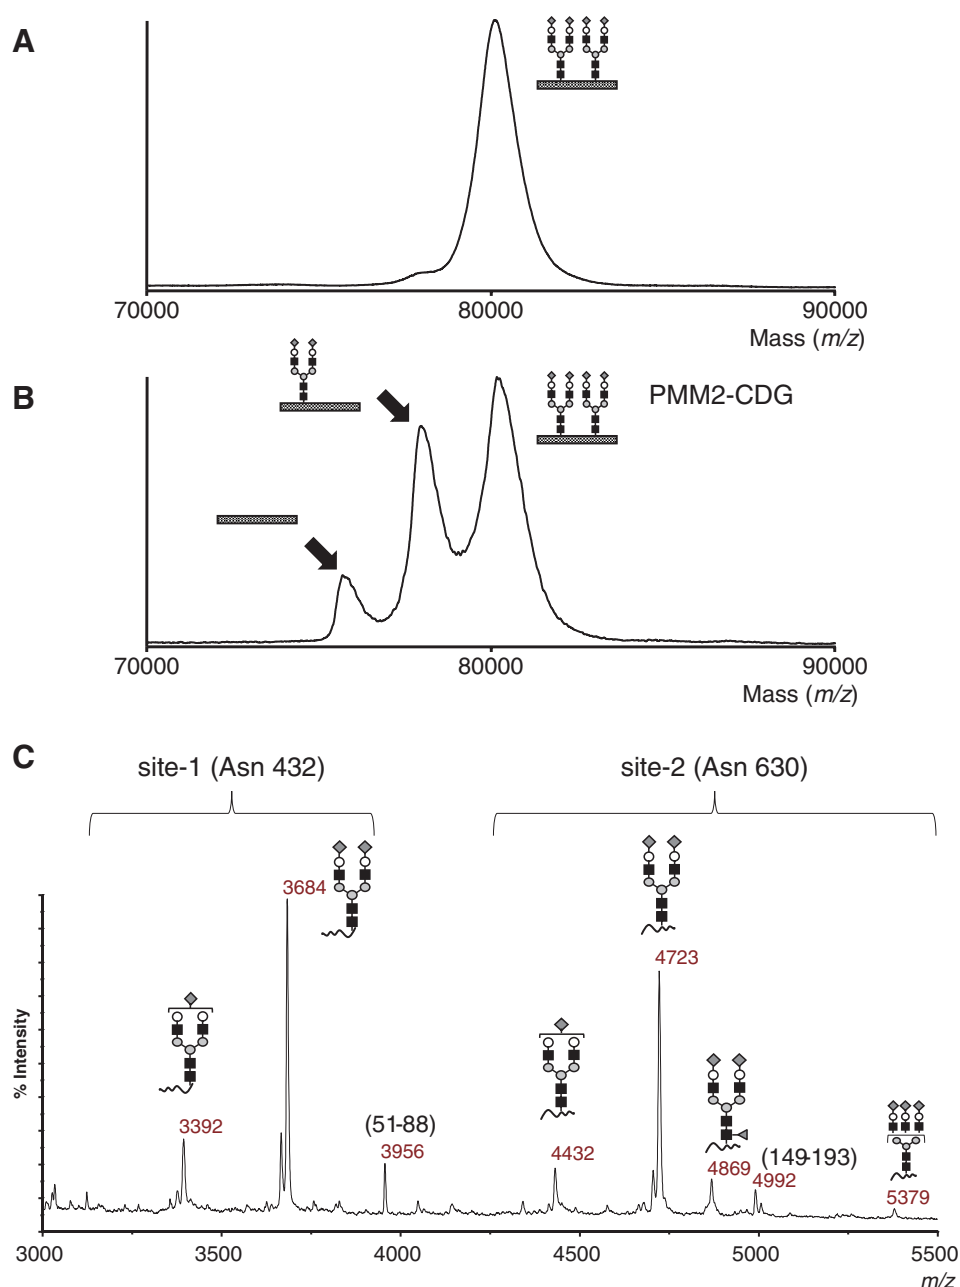 A
70000 80000 90000
Mass (m/z)
B
PMM2-CDG
70000 80000 90000
Mass (m/z)
C
site-1 (Asn 432) site-2 (Asn 630)
3684
4723
3392
(51-88)
3956
4432
4869
(149-193)
4992
5379
% Intensity
3000 3500 4000 4500 5000 5500
m/z